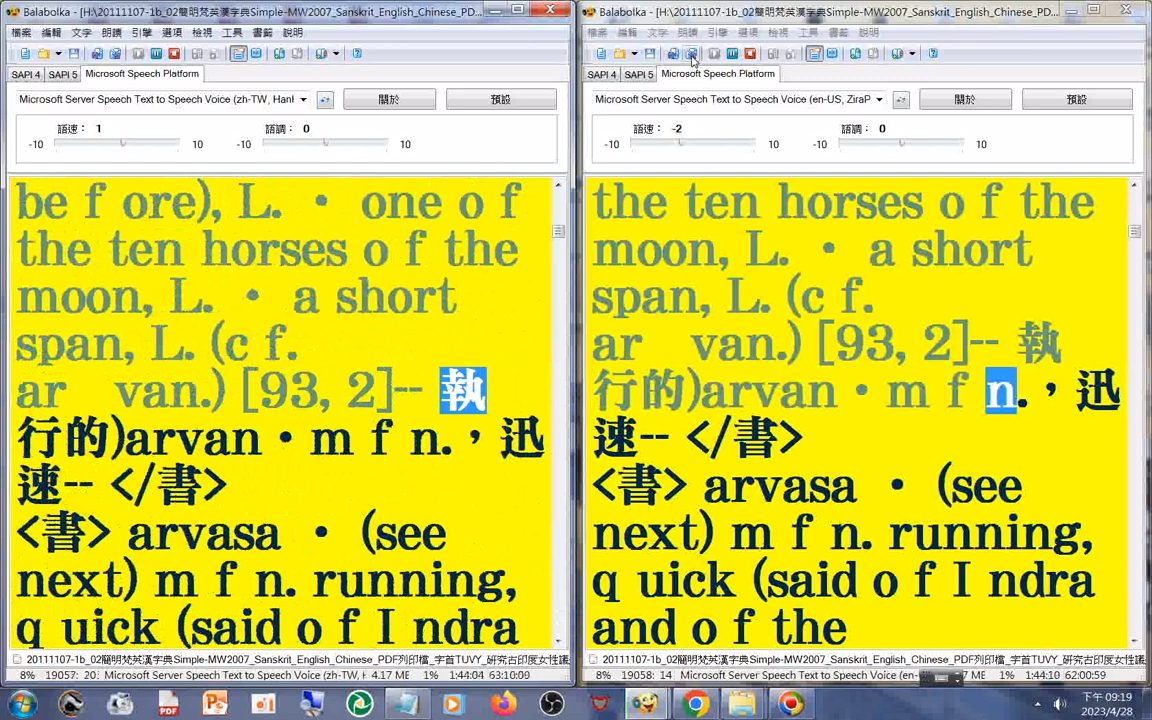 Balabolka - [H:\20111107-1b_02簡明梵英漢字典Simple-MW2007_Sanskrit_English_Chinese_PD...
檔案 編輯 文字 朗讀 引擎 選項 檢視 工具 書籤 說明
SAPI 4 SAPI 5 Microsoft Speech Platform
Microsoft Server Speech Text to Speech Voice (zh-TW, HanH 關於 預設
語速： 1 語調： 0
-10 10 -10 10
be f ore), L. • one o f
the ten horses o f the
moon, L. • a short
span, L. (c f.
ar van.) [93, 2]-- 執
行的)arvan • m f n.，迅
速-- </書>
<書> arvasa • (see
next) m f n. running,
q uick (said o f I ndra
20111107-1b_02簡明梵英漢字典Simple-MW2007_Sanskrit_English_Chinese_PDF列印檔_字首TUVY_研究古印度女性議
8% 19057: 20 Microsoft Server Speech Text to Speech Voice (zh-TW, H 4.17 ME 1% 1:44:04 63:10:09
Balabolka - [H:\20111107-1b_02簡明梵英漢字典Simple-MW2007_Sanskrit_English_Chinese_PD...
檔案 編輯 文字 朗讀 引擎 選項 檢視 工具 書籤 說明
SAPI 4 SAPI 5 Microsoft Speech Platform
Microsoft Server Speech Text to Speech Voice (en-US, ZiraP 關於 預設
語速： -2 語調： 0
-10 10 -10 10
the ten horses o f the
moon, L. • a short
span, L. (c f.
ar van.) [93, 2]-- 執
行的)arvan • m f n.，迅
速-- </書>
<書> arvasa • (see
next) m f n. running,
q uick (said o f I ndra
and o f the
20111107-1b_02簡明梵英漢字典Simple-MW2007_Sanskrit_English_Chinese_PDF列印檔_字首TUVY_研究古印度女性議
8% 19058: 14 Microsoft Server Speech Text to Speech Voice (en- 1% 1:44:10 62:00:59
下午 09:19
2023/4/28